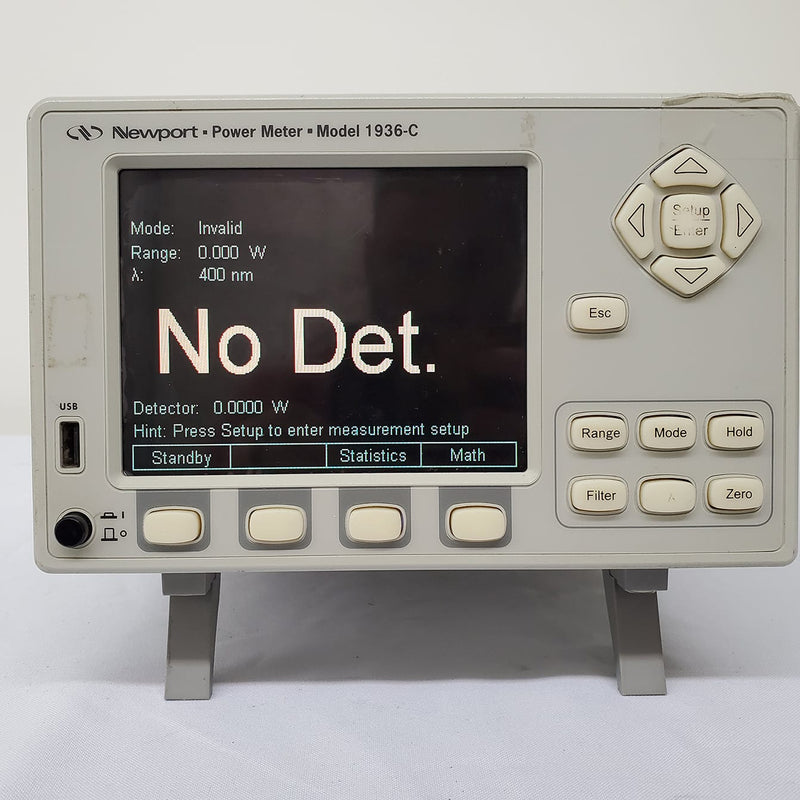 Newport ▪ Power Meter ▪ Model 1936-C
Mode: Invalid
Range: 0.000 W
λ: 400 nm
No Det.
Detector: 0.0000 W
Hint: Press Setup to enter measurement setup
Standby Statistics Math
USB
Setup
Enter
Esc
Range Mode Hold
Filter λ Zero